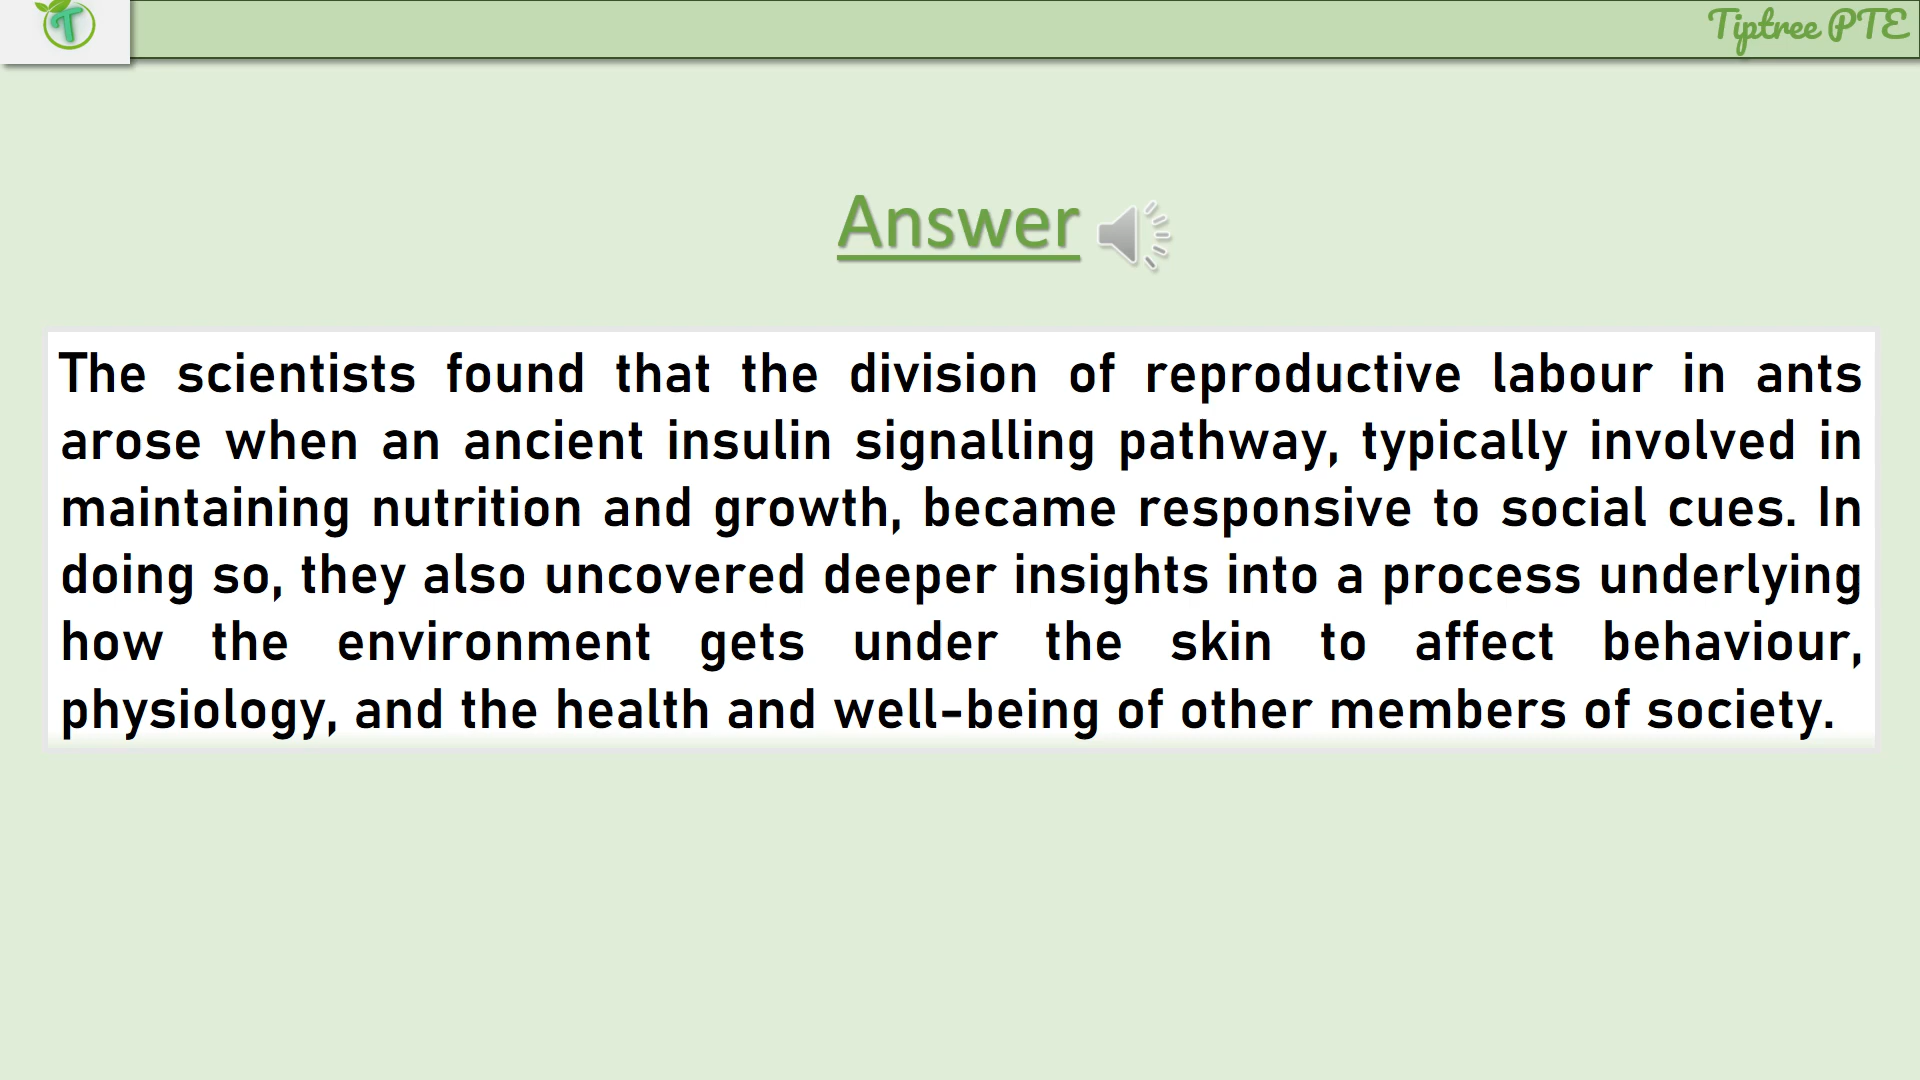 T
Tiptree PTE
Answer
The scientists found that the division of reproductive labour in ants
arose when an ancient insulin signalling pathway, typically involved in
maintaining nutrition and growth, became responsive to social cues. In
doing so, they also uncovered deeper insights into a process underlying
how the environment gets under the skin to affect behaviour,
physiology, and the health and well-being of other members of society.